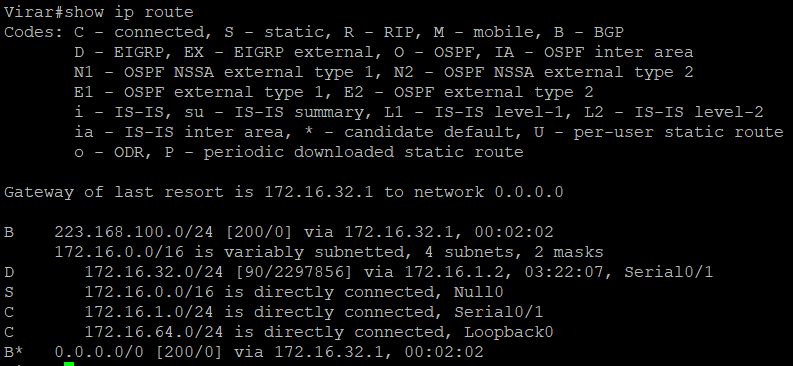 Virar#show ip route
Codes: C - connected, S - static, R - RIP, M - mobile, B - BGP
D - EIGRP, EX - EIGRP external, O - OSPF, IA - OSPF inter area
N1 - OSPF NSSA external type 1, N2 - OSPF NSSA external type 2
E1 - OSPF external type 1, E2 - OSPF external type 2
i - IS-IS, su - IS-IS summary, L1 - IS-IS level-1, L2 - IS-IS level-2
ia - IS-IS inter area, * - candidate default, U - per-user static route
o - ODR, P - periodic downloaded static route
Gateway of last resort is 172.16.32.1 to network 0.0.0.0
B 223.168.100.0/24 [200/0] via 172.16.32.1, 00:02:02
172.16.0.0/16 is variably subnetted, 4 subnets, 2 masks
D 172.16.32.0/24 [90/2297856] via 172.16.1.2, 03:22:07, Serial0/1
S 172.16.0.0/16 is directly connected, Null0
C 172.16.1.0/24 is directly connected, Serial0/1
C 172.16.64.0/24 is directly connected, Loopback0
B* 0.0.0.0/0 [200/0] via 172.16.32.1, 00:02:02